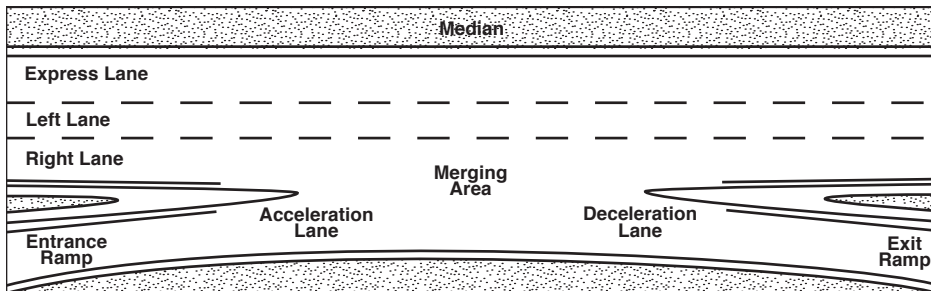 Median
Express Lane
Left Lane
Right Lane
Merging
Area
Acceleration
Lane
Deceleration
Lane
Entrance
Ramp
Exit
Ramp